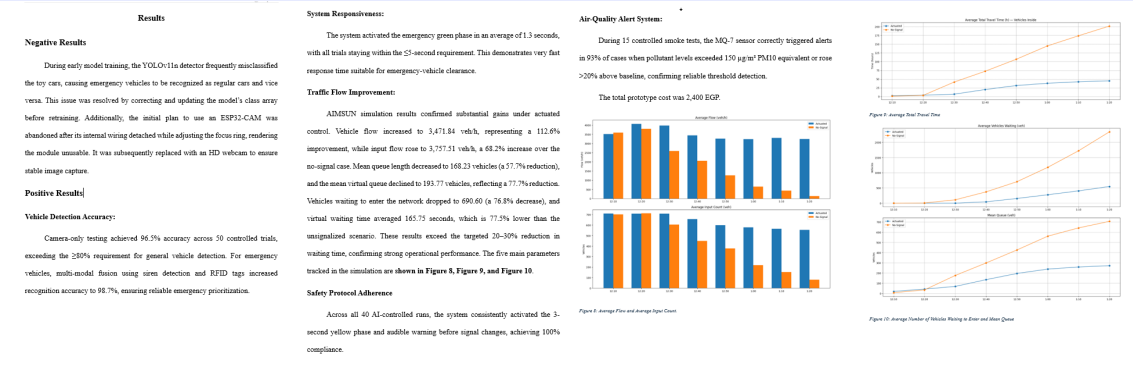 Results
Negative Results
During early model training, the YOLOv11n detector frequently misclassified
the toy cars, causing emergency vehicles to be recognized as regular cars and vice
versa. This issue was resolved by correcting and updating the model's class array
before retraining. Additionally, the initial plan to use an ESP32-CAM was
abandoned after its internal wiring detached while adjusting the focus ring, rendering
the module unusable. It was subsequently replaced with an HD webcam to ensure
stable image capture.
Positive Results
Vehicle Detection Accuracy:
Camera-only testing achieved 96.5% accuracy across 50 controlled trials,
exceeding the ≥80% requirement for general vehicle detection. For emergency
vehicles, multi-modal fusion using siren detection and RFID tags increased
recognition accuracy to 98.7%, ensuring reliable emergency prioritization.
System Responsiveness:
The system activated the emergency green phase in an average of 1.3 seconds,
with all trials staying within the ≤5-second requirement. This demonstrates very fast
response time suitable for emergency-vehicle clearance.
Traffic Flow Improvement:
AIMSUN simulation results confirmed substantial gains under actuated
control. Vehicle flow increased to 3,471.84 veh/h, representing a 112.6%
improvement, while input flow rose to 3,757.51 veh/h, a 68.2% increase over the
no-signal case. Mean queue length decreased to 168.23 vehicles (a 57.7% reduction),
and the mean virtual queue declined to 193.77 vehicles, reflecting a 77.7% reduction.
Vehicles waiting to enter the network dropped to 690.60 (a 76.8% decrease), and
virtual waiting time averaged 165.75 seconds, which is 77.5% lower than the
unsignalized scenario. These results exceed the targeted 20–30% reduction in
waiting time, confirming strong operational performance. The five main parameters
tracked in the simulation are shown in Figure 8, Figure 9, and Figure 10.
Safety Protocol Adherence
Across all 40 AI-controlled runs, the system consistently activated the 3-
second yellow phase and audible warning before signal changes, achieving 100%
compliance.
Air-Quality Alert System:
During 15 controlled smoke tests, the MQ-7 sensor correctly triggered alerts
in 93% of cases when pollutant levels exceeded 150 µg/m³ PM10 equivalent or rose
>20% above baseline, confirming reliable threshold detection.
The total prototype cost was 2,400 EGP.
Average Flow (veh/h)
Actuated
No Signal
Average Input Count (veh)
Actuated
No Signal
Figure 8: Average Flow and Average Input Count
Average Total Travel Time (h) — Vehicles Inside
Actuated
No Signal
Figure 9: Average Total Travel Time
Average Vehicles Waiting (veh)
Actuated
No Signal
Mean Queue (veh)
Actuated
No Signal
Figure 10: Average Number of Vehicles Waiting to Enter and Mean Queue